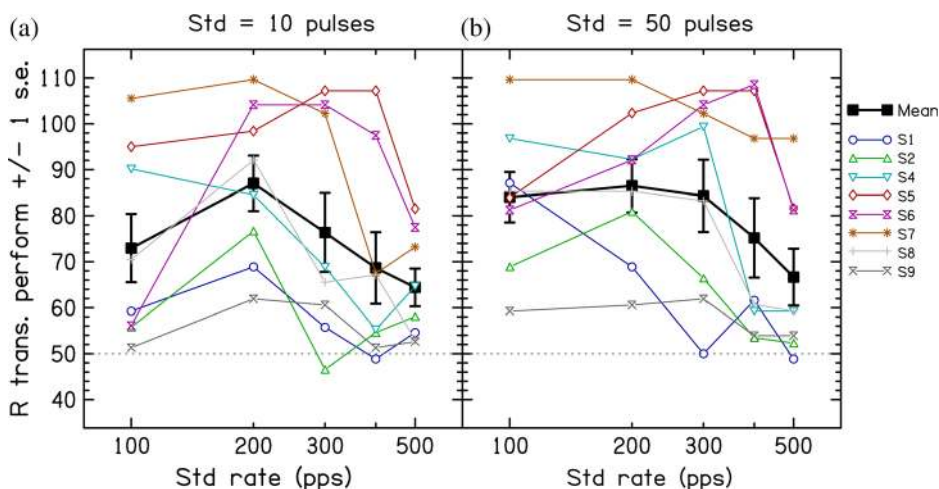 (a) Std = 10 pulses
(b) Std = 50 pulses
R trans. perform +/- 1 s.e.
110
100
90
80
70
60
50
40
100 200 300 500
Std rate (pps)
100 200 300 500
Std rate (pps)
Mean
S1
S2
S4
S5
S6
S7
S8
S9